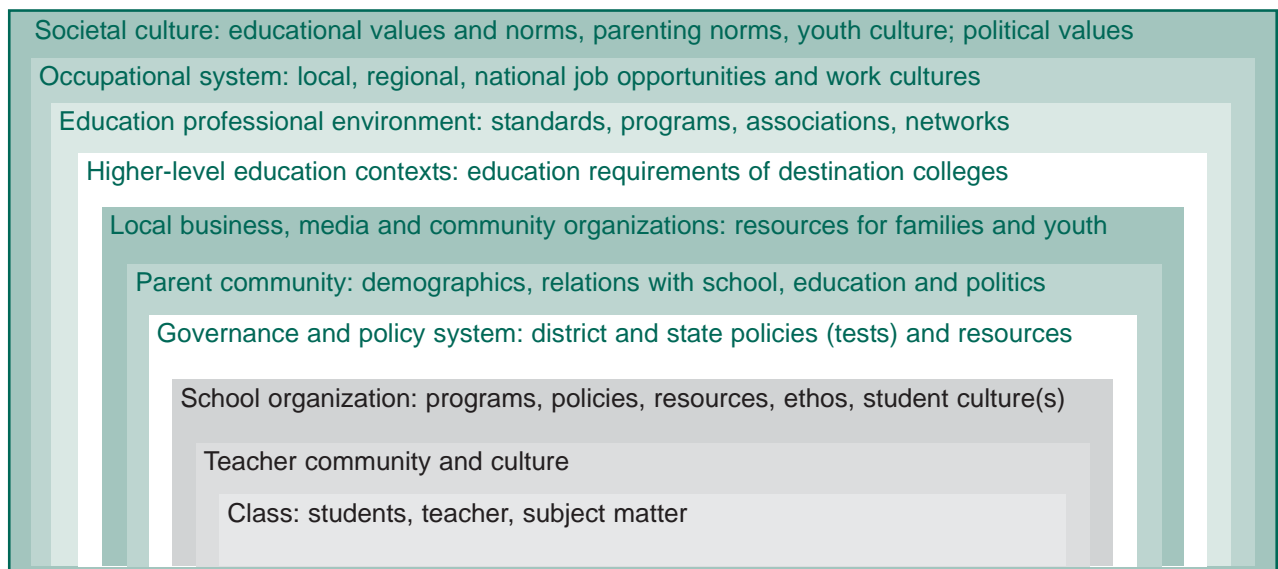 Societal culture: educational values and norms, parenting norms, youth culture; political values
Occupational system: local, regional, national job opportunities and work cultures
Education professional environment: standards, programs, associations, networks
Higher-level education contexts: education requirements of destination colleges
Local business, media and community organizations: resources for families and youth
Parent community: demographics, relations with school, education and politics
Governance and policy system: district and state policies (tests) and resources
School organization: programs, policies, resources, ethos, student culture(s)
Teacher community and culture
Class: students, teacher, subject matter